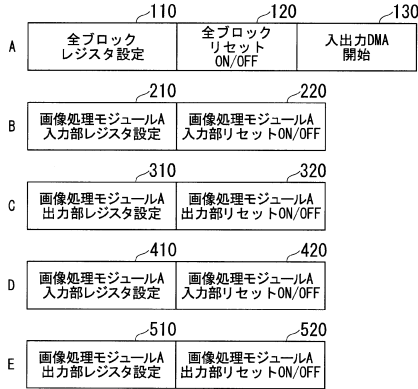 110
120
130
A
全ブロック
レジスタ設定
全ブロック
リセット
ON/OFF
入出力DMA
開始
210
220
B
画像処理モジュールA
入力部レジスタ設定
画像処理モジュールA
入力部リセットON/OFF
310
320
C
画像処理モジュールA
出力部レジスタ設定
画像処理モジュールA
出力部リセットON/OFF
410
420
D
画像処理モジュールA
入力部レジスタ設定
画像処理モジュールA
入力部リセットON/OFF
510
520
E
画像処理モジュールA
出力部レジスタ設定
画像処理モジュールA
出力部リセットON/OFF